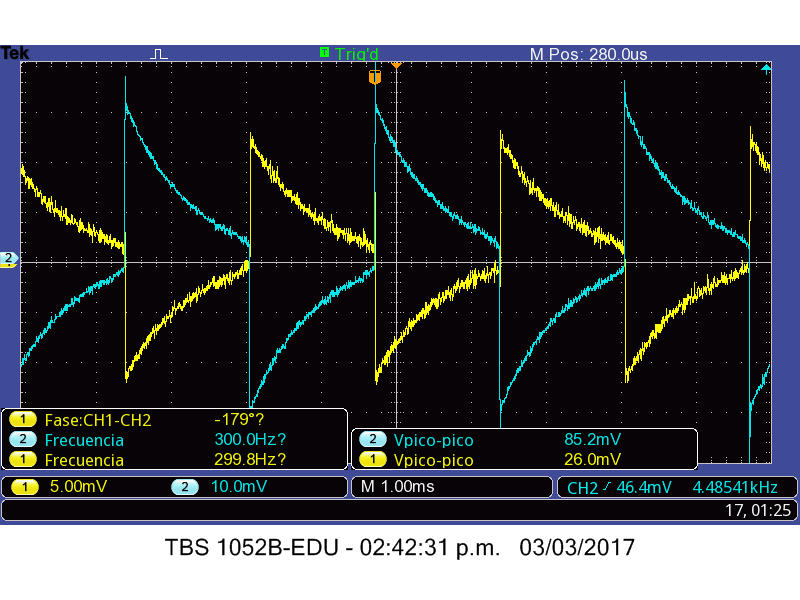 Tek T Trig'd M Pos: 280.0us
T
2
1 Fase:CH1-CH2 -179°?
2 Frecuencia 300.0Hz? 2 Vpico-pico 85.2mV
1 Frecuencia 299.8Hz? 1 Vpico-pico 26.0mV
1 5.00mV 2 10.0mV M 1.00ms CH2 46.4mV 4.48541kHz
17, 01:25
TBS 1052B-EDU - 02:42:31 p.m. 03/03/2017